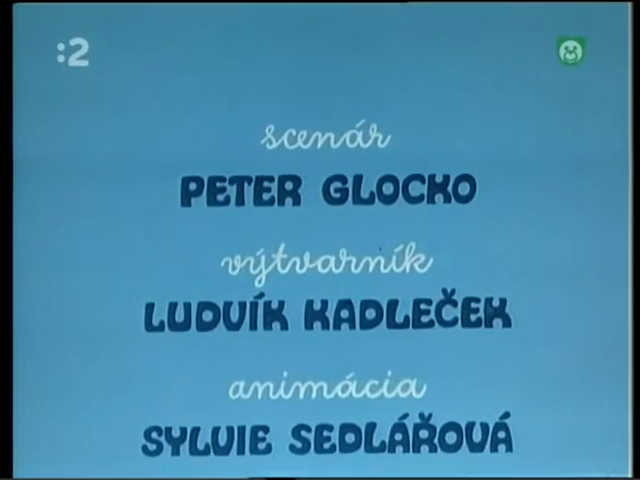 :2
scenár
PETER GLOCKO
výtvarník
LUDVÍK KADLEČEK
animácia
SYLVIE SEDLÁŘOVÁ